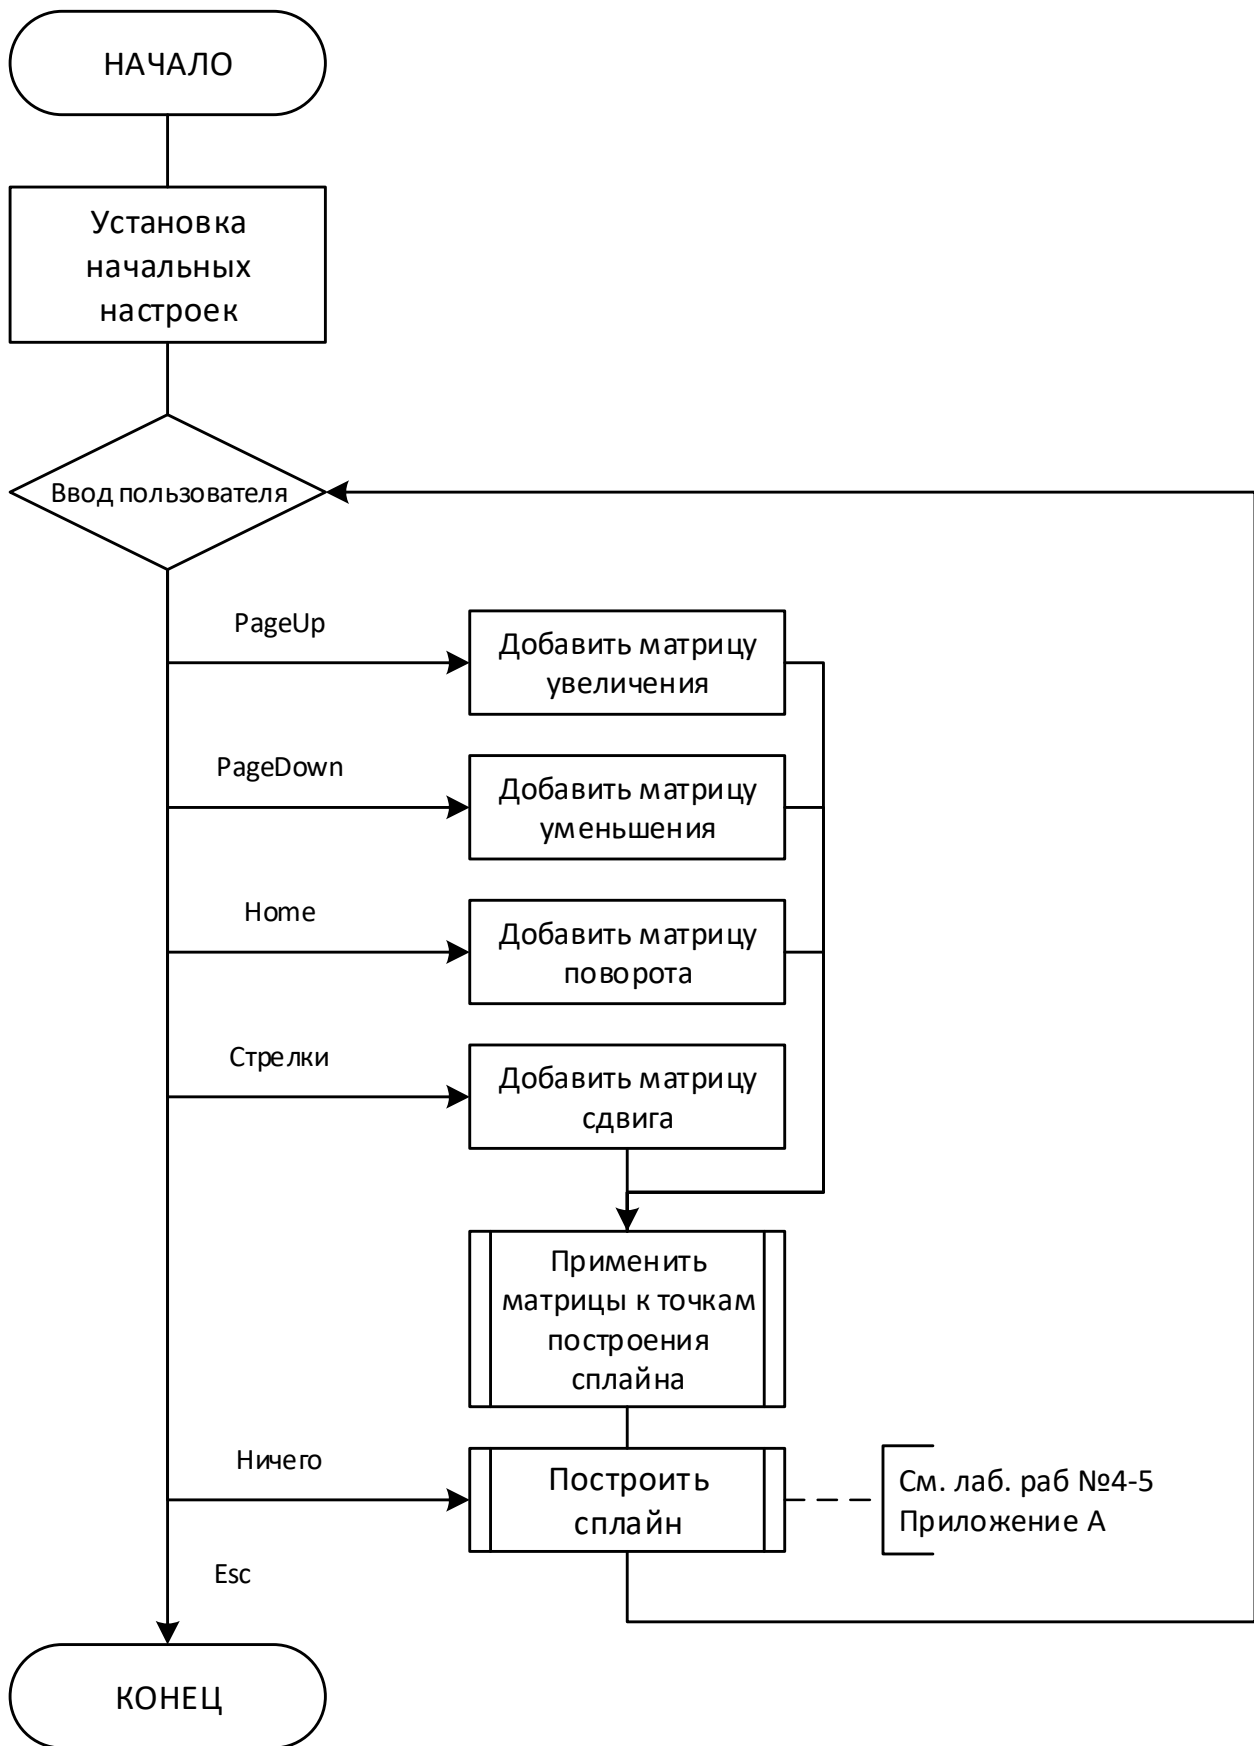 НАЧАЛО
Установка
начальных
настроек
Ввод пользователя
PageUp
Добавить матрицу
увеличения
PageDown
Добавить матрицу
уменьшения
Home
Добавить матрицу
поворота
Стрелки
Добавить матрицу
сдвига
Применить
матрицы к точкам
построения
сплайна
Ничего
Построить
сплайн
См. лаб. раб №4-5
Приложение А
Esc
КОНЕЦ